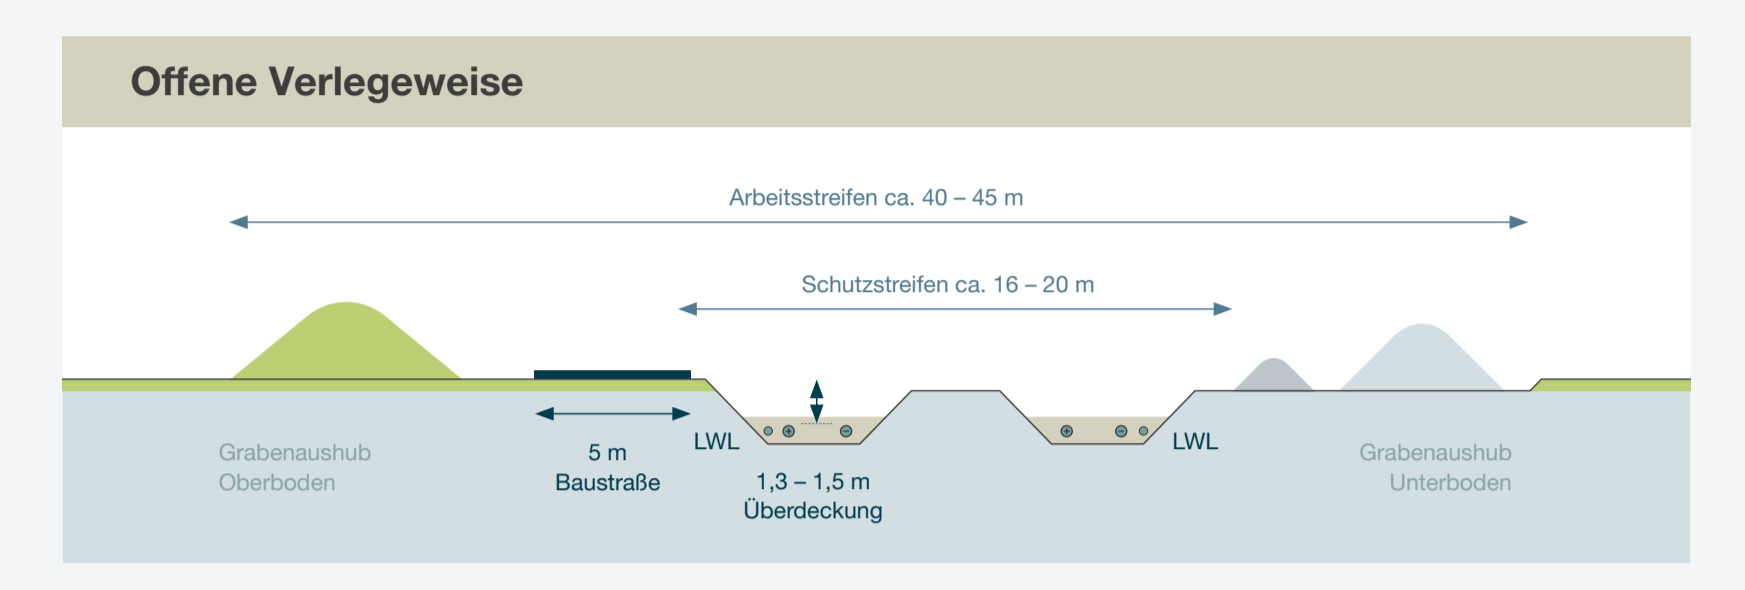 Offene Verlegeweise
Arbeitsstreifen ca. 40 – 45 m
Schutzstreifen ca. 16 – 20 m
Grabenaushub
Oberboden
5 m
Baustraße
LWL
1,3 – 1,5 m
Überdeckung
LWL
Grabenaushub
Unterboden